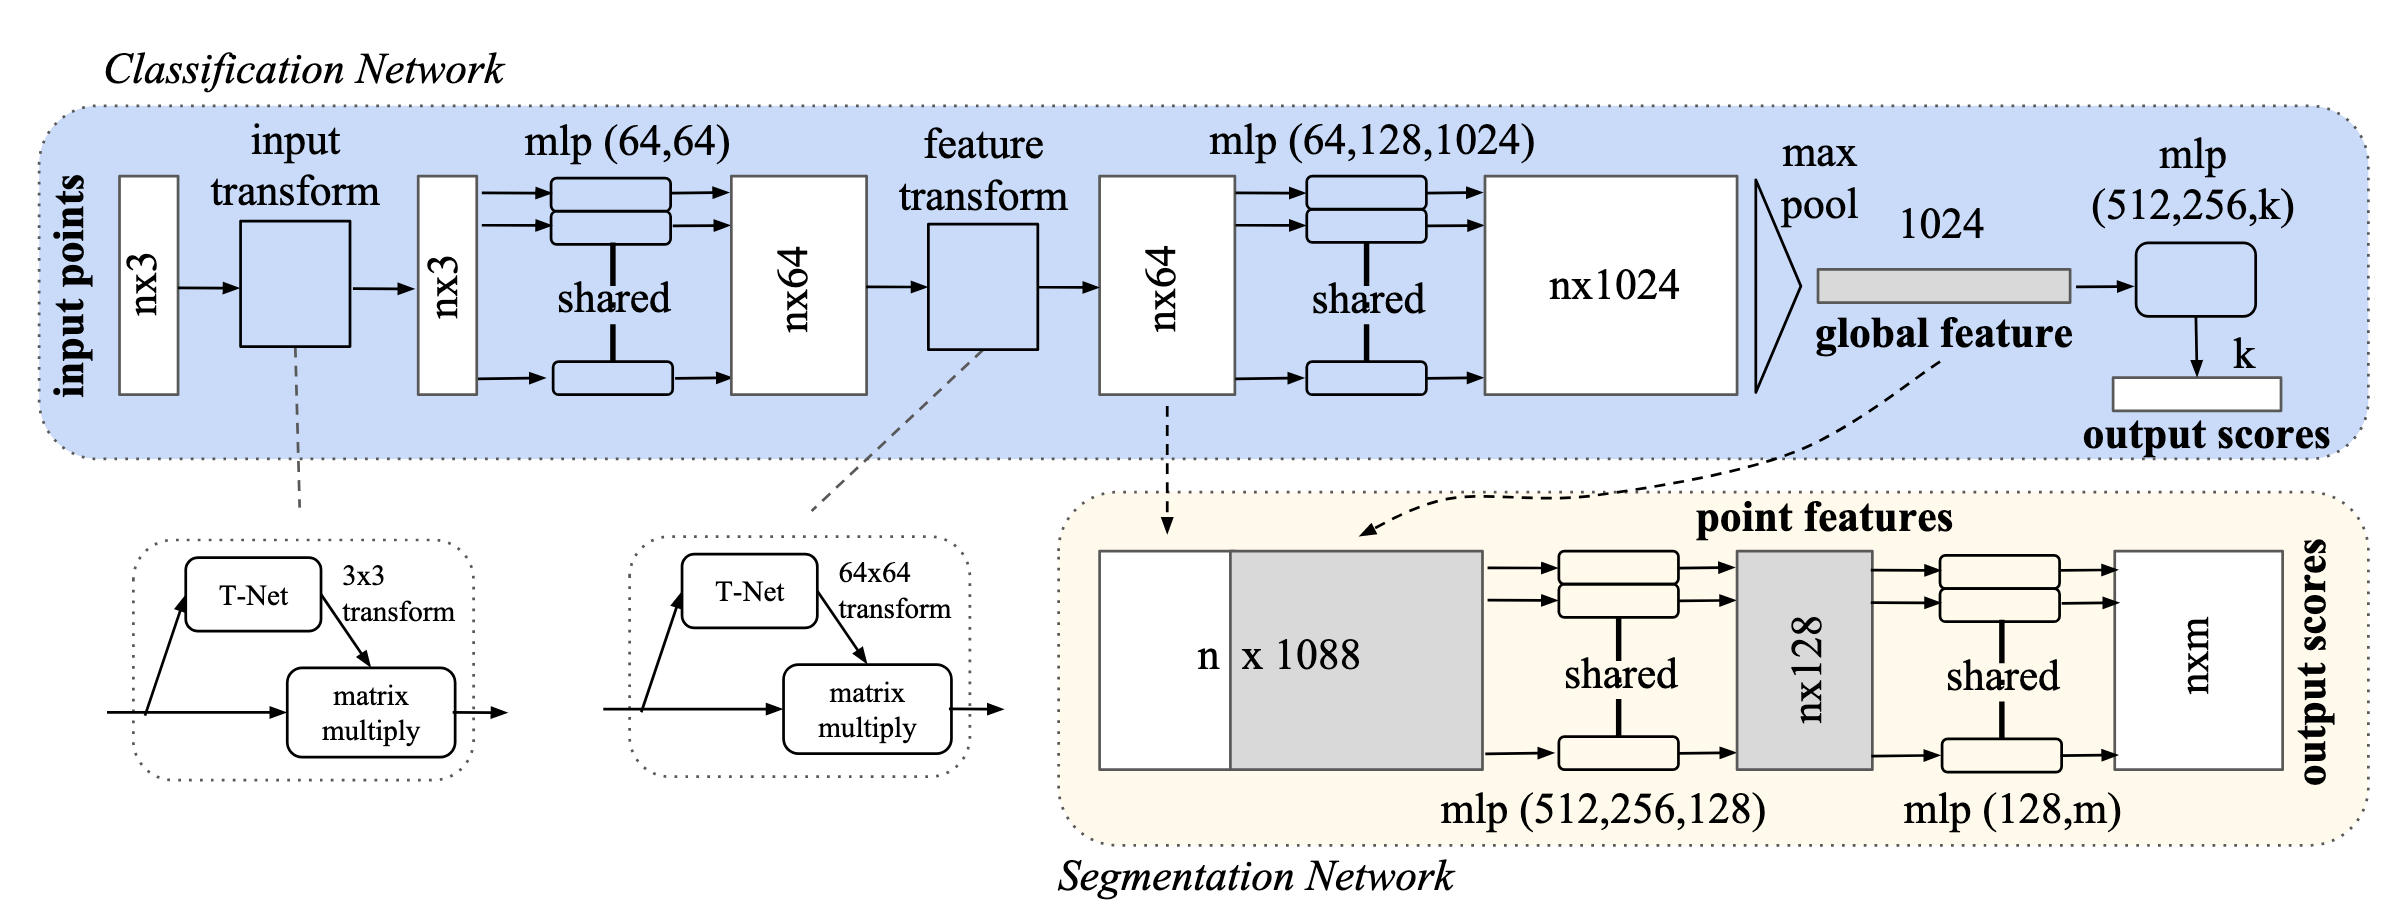 Classification Network
input points
nx3
input
transform
nx3
mlp (64,64)
shared
nx64
feature
transform
nx64
mlp (64,128,1024)
shared
nx1024
max
pool
1024
global feature
mlp
(512,256,k)
k
output scores
T-Net
3x3
transform
matrix
multiply
T-Net
64x64
transform
matrix
multiply
point features
n x 1088
shared
mlp (512,256,128)
nx128
shared
mlp (128,m)
nxm
output scores
Segmentation Network